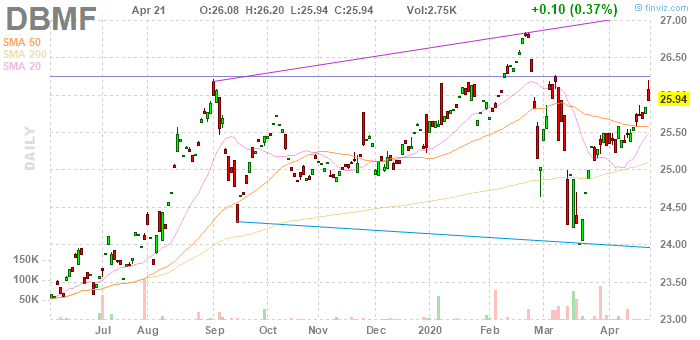 DBMF
Apr 21 O:26.08 H:26.20 L:25.94 C:25.94 Vol:2.75K +0.10 (0.37%)
© finviz.com
SMA 50
SMA 200
SMA 20
DAILY
27.00
26.50
26.00
25.94
25.50
25.00
24.50
24.00
23.50
23.00
150K
100K
50K
Jul Aug Sep Oct Nov Dec 2020 Feb Mar Apr